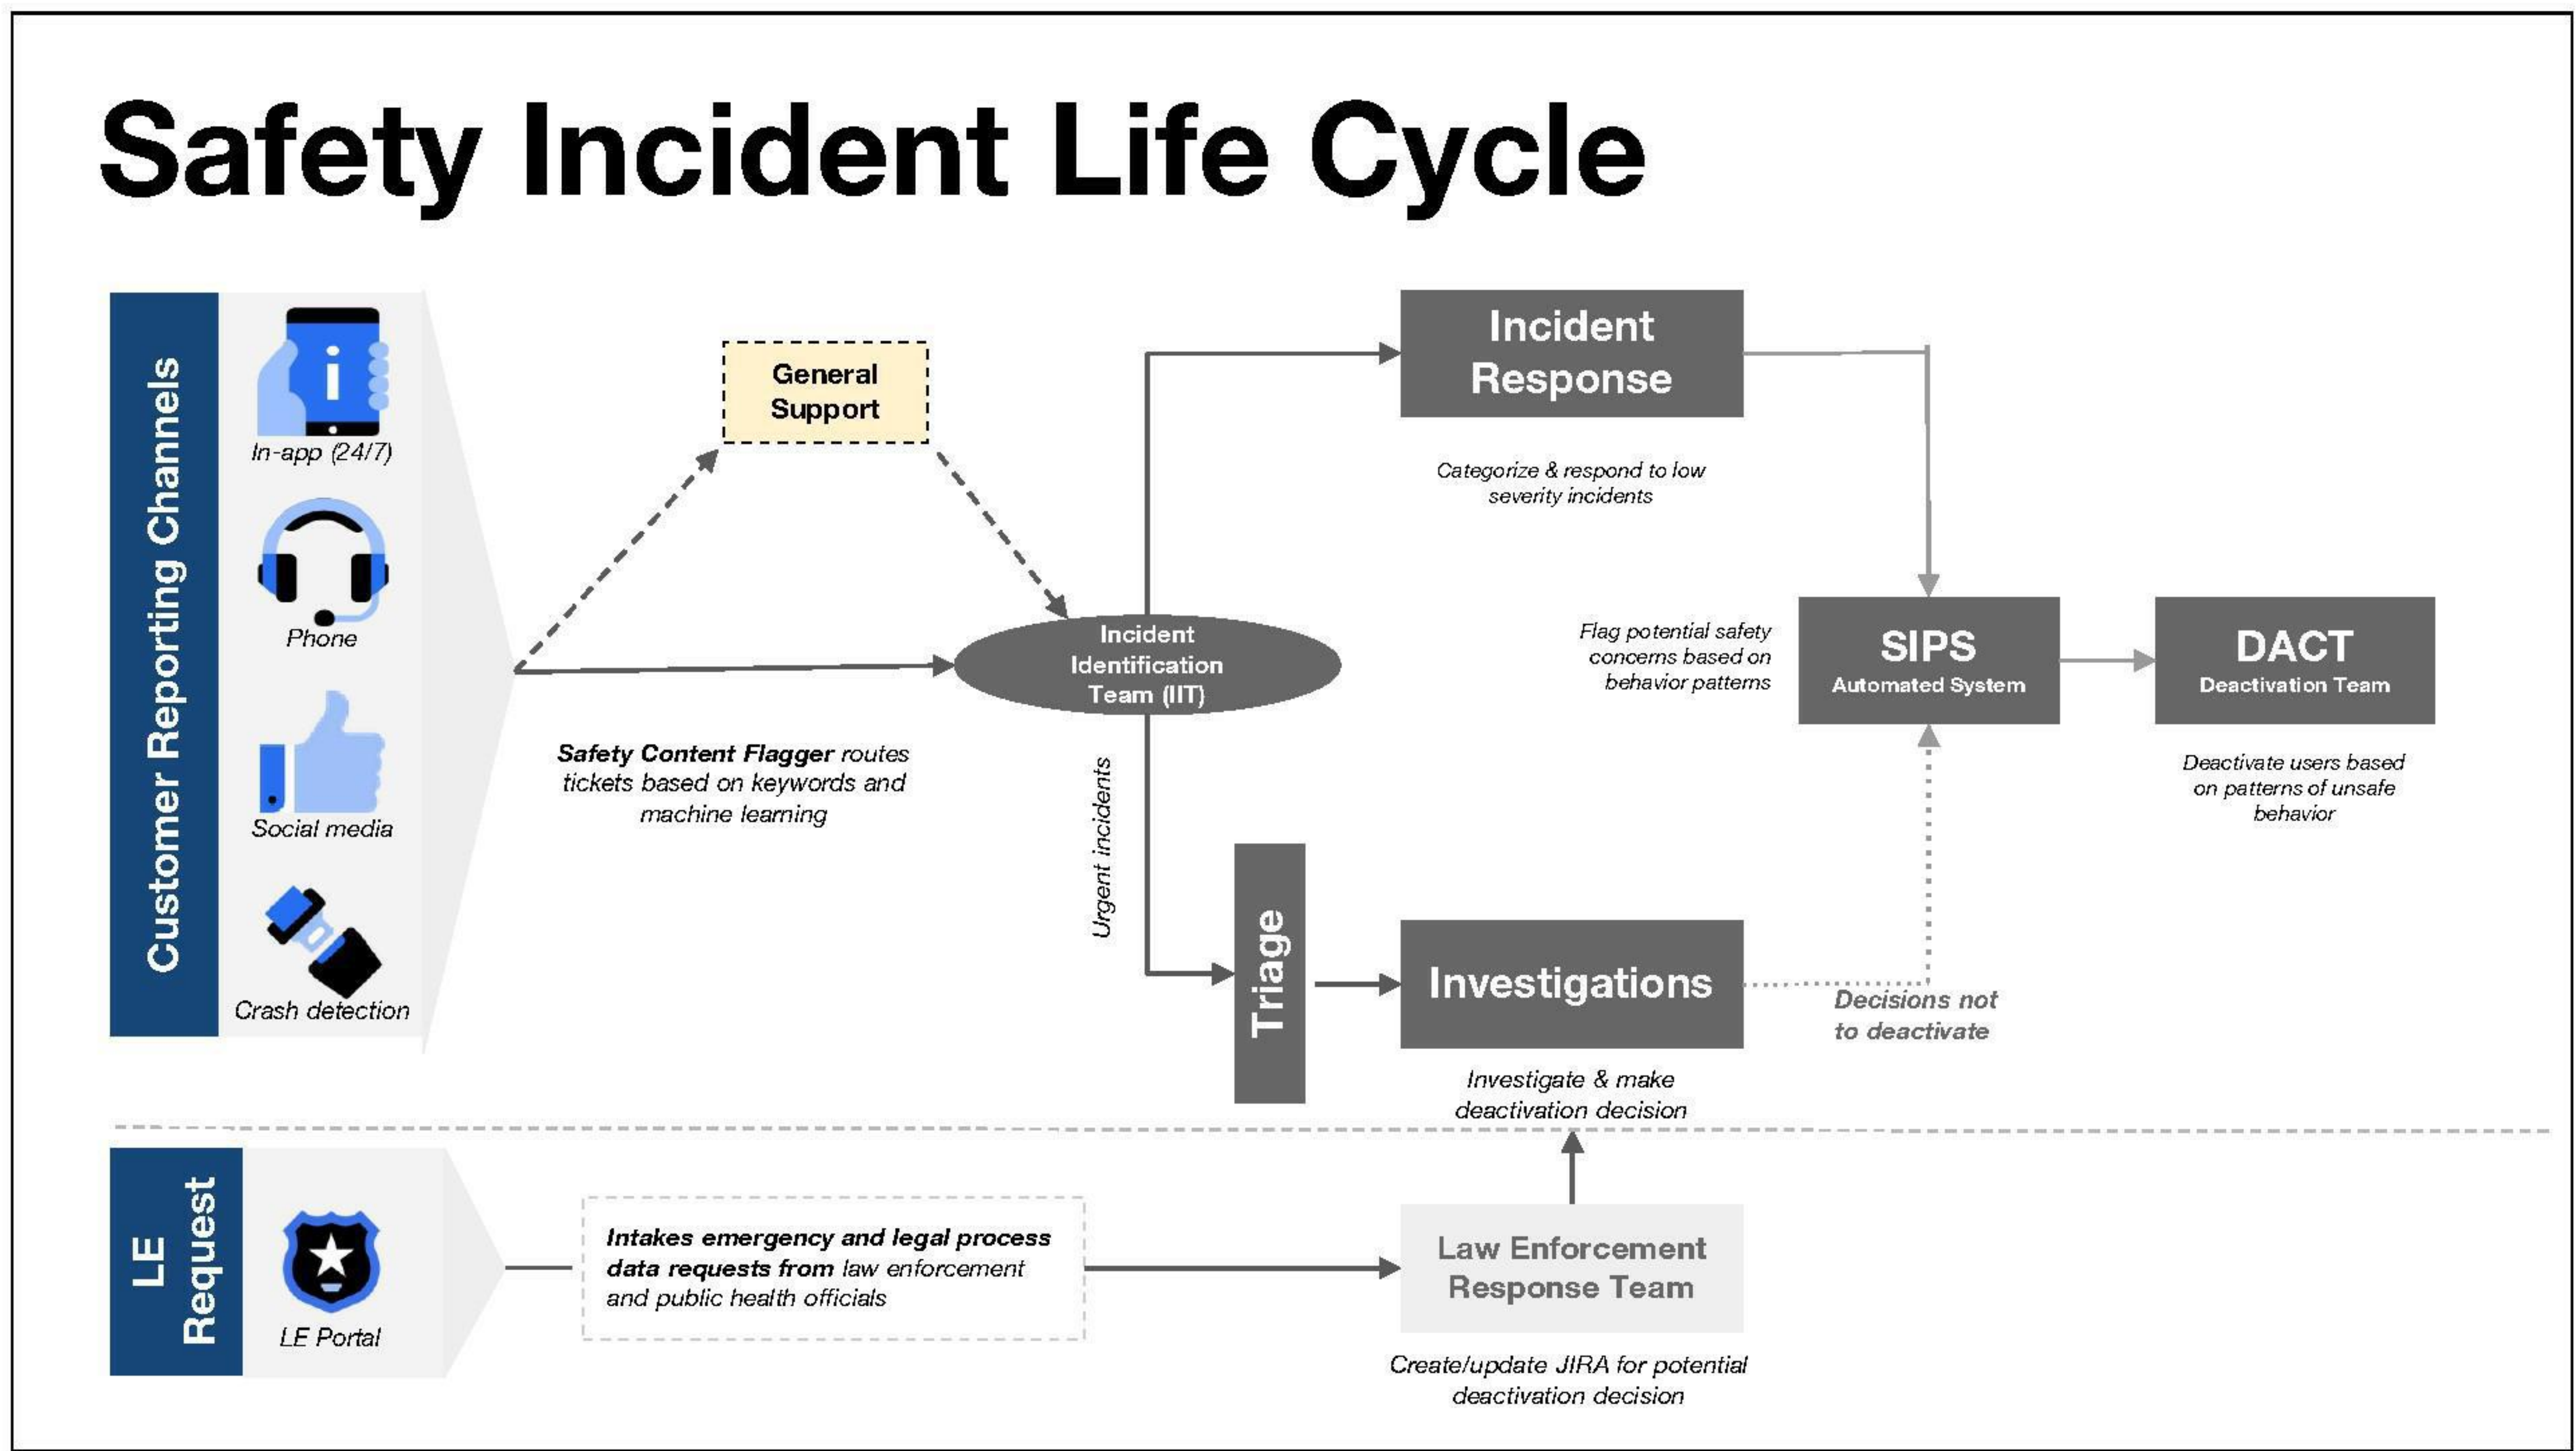 Safety Incident Life Cycle
Customer Reporting Channels
In-app (24/7)
Phone
Social media
Crash detection
General
Support
Safety Content Flagger routes
tickets based on keywords and
machine learning
Incident
Identification
Team (IIT)
Urgent incidents
Incident
Response
Categorize & respond to low
severity incidents
Flag potential safety
concerns based on
behavior patterns
SIPS
Automated System
DACT
Deactivation Team
Deactivate users based
on patterns of unsafe
behavior
Triage
Investigations
Investigate & make
deactivation decision
Decisions not
to deactivate
LE
Request
LE Portal
Intakes emergency and legal process
data requests from law enforcement
and public health officials
Law Enforcement
Response Team
Create/update JIRA for potential
deactivation decision